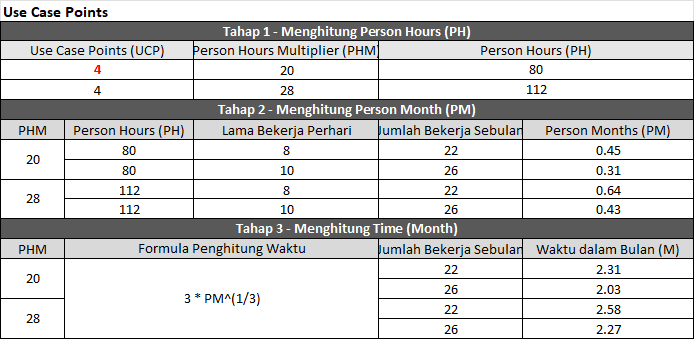 Use Case Points
Tahap 1 - Menghitung Person Hours (PH)
Use Case Points (UCP) Person Hours Multiplier (PHM) Person Hours (PH)
4 20 80
4 28 112
Tahap 2 - Menghitung Person Month (PM)
PHM Person Hours (PH) Lama Bekerja Perhari Jumlah Bekerja Sebulan Person Months (PM)
20 80 8 22 0.45
80 10 26 0.31
28 112 8 22 0.64
112 10 26 0.43
Tahap 3 - Menghitung Time (Month)
PHM Formula Penghitung Waktu Jumlah Bekerja Sebulan Waktu dalam Bulan (M)
20 3 * PM^(1/3) 22 2.31
26 2.03
28 22 2.58
26 2.27